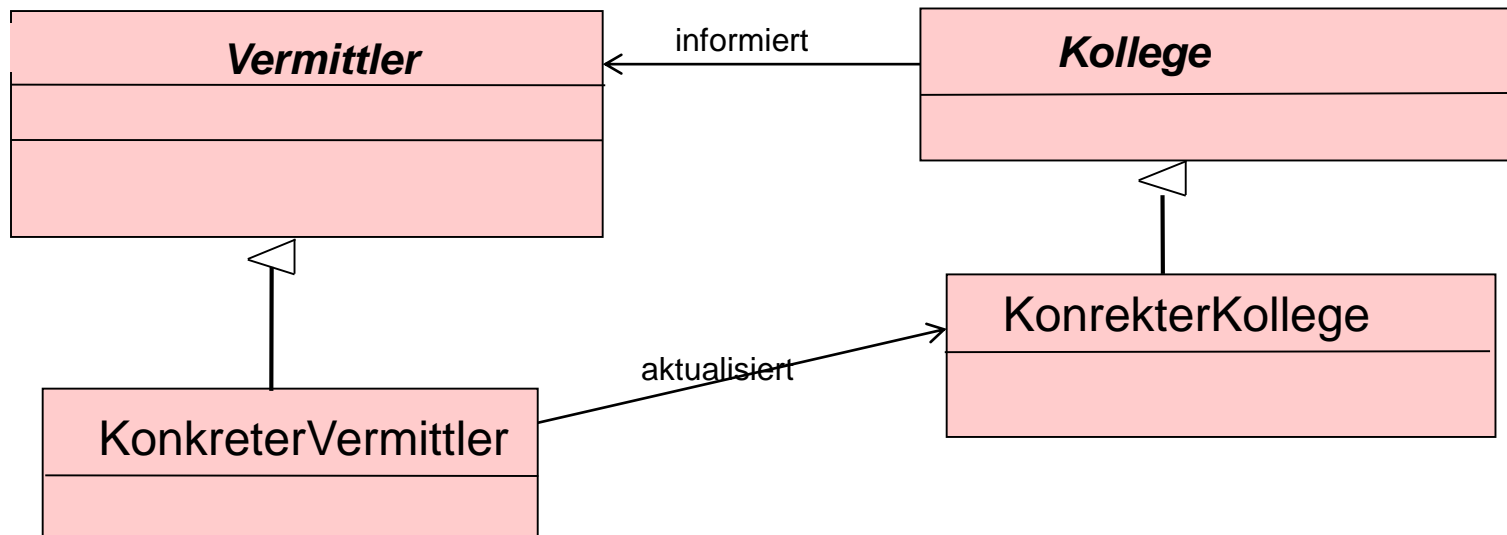 Vermittler
informiert
Kollege
KonrekterKollege
aktualisiert
KonkreterVermittler